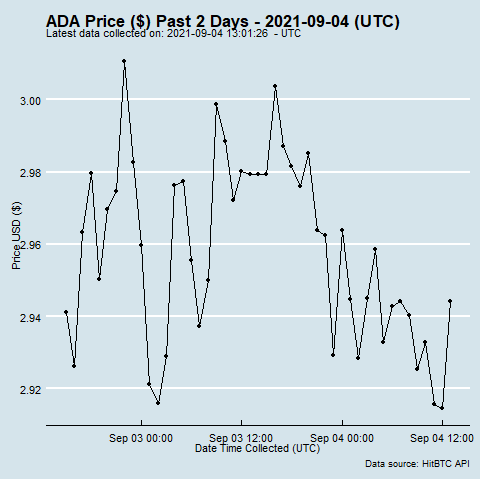 ADA Price ($) Past 2 Days - 2021-09-04 (UTC)
Latest data collected on: 2021-09-04 13:01:26  - UTC
Price USD ($)
3.00
2.98
2.96
2.94
2.92
Sep 03 00:00
Sep 03 12:00
Sep 04 00:00
Sep 04 12:00
Date Time Collected (UTC)
Data source: HitBTC API